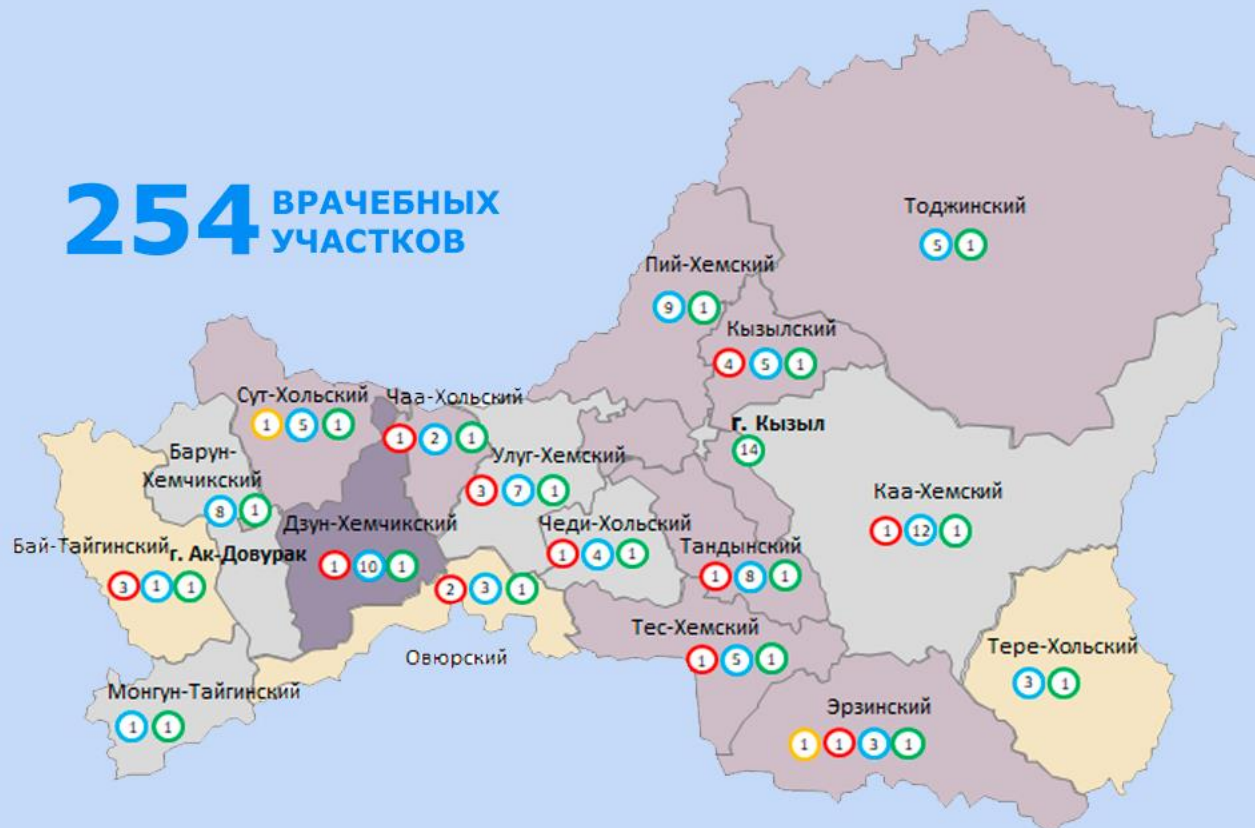 254 ВРАЧЕБНЫХ
УЧАСТКОВ
Тоджинский
5 1
Пий-Хемский
9 1
Кызылский
4 5 1
Сут-Хольский
1 5 1
Чаа-Хольский
1 2 1
г. Кызыл
14
Барун-
Хемчикский
8 1
Улуг-Хемский
3 7 1
Каа-Хемский
1 12 1
Дзун-Хемчикский
1 10 1
Чеди-Хольский
1 4 1
Бай-Тайгинский
3 1 1
г. Ак-Довурак
Тандынский
1 8 1
2 3 1
Овюрский
Тес-Хемский
1 5 1
Тере-Хольский
3 1
Монгун-Тайгинский
1 1
Эрзинский
1 1 3 1